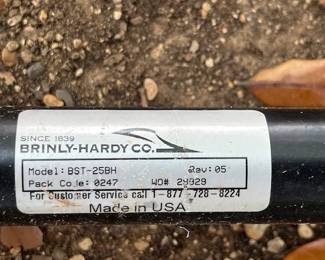 SINCE 1839
BRINLY-HARDY CO.
Model: BST-25BH Rev: 05
Pack Code: 0247 WO# 29829
For Customer Service call 1-877-728-8224
Made in USA